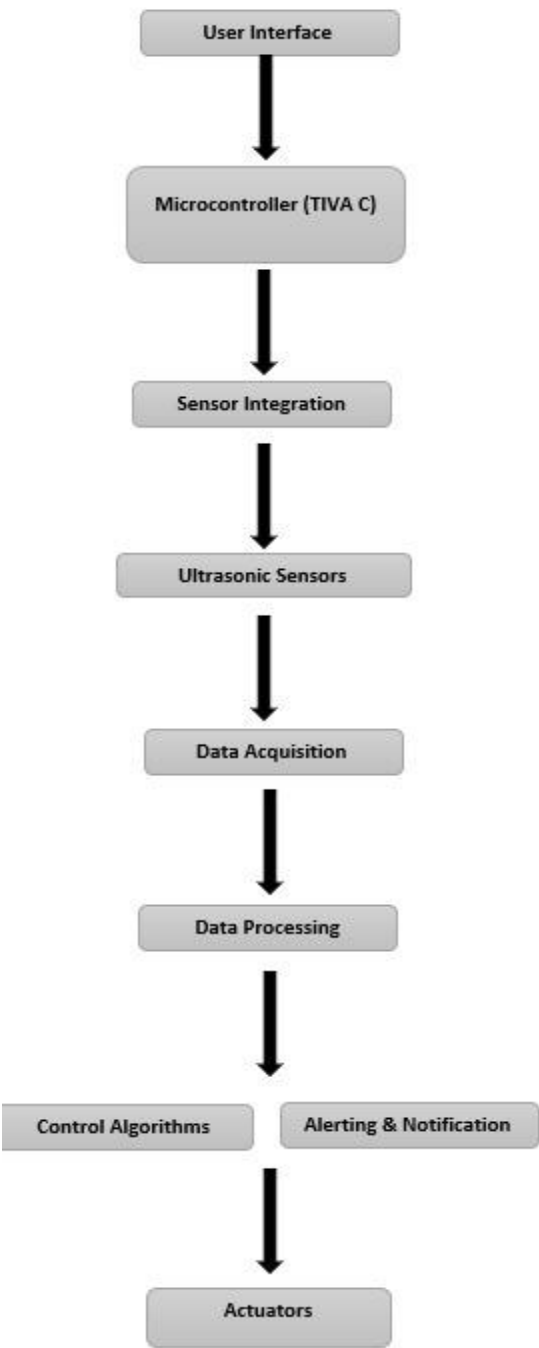 User Interface
Microcontroller (TIVA C)
Sensor Integration
Ultrasonic Sensors
Data Acquisition
Data Processing
Control Algorithms
Alerting & Notification
Actuators